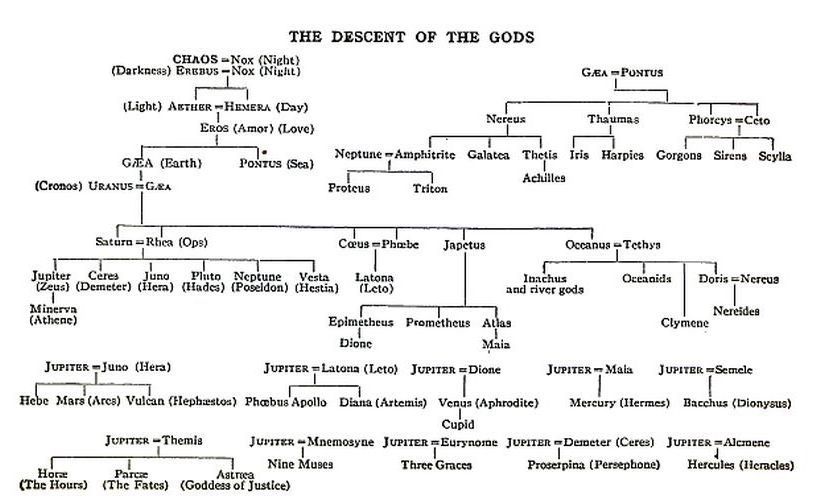 THE DESCENT OF THE GODS
CHAOS = Nox (Night)
(Darkness) EREBUS = Nox (Night)
(Light) AETHER = HEMERA (Day)
EROS (Amor) (Love)
GÆA (Earth) PONTUS (Sea)
(Cronos) URANUS = GÆA
GÆA = PONTUS
Nereus Thaumas Phorcys = Ceto
Neptune = Amphitrite Galatea Thetis Iris Harpies Gorgons Sirens Scylla
Proteus Triton Achilles
Saturn = Rhea (Ops) Cœus = Phœbe Japetus Oceanus = Tethys
Jupiter Ceres Juno Pluto Neptune Vesta Latona Inachus Oceanids Doris = Nereus
(Zeus) (Demeter) (Hera) (Hades) (Poseidon) (Hestia) (Leto) and river gods
Minerva Nereides
(Athene) Epimetheus Prometheus Atlas Clymene
Dione Maia
JUPITER = Juno (Hera) JUPITER = Latona (Leto) JUPITER = Dione JUPITER = Maia JUPITER = Semele
Hebe Mars (Ares) Vulcan (Hephæstos) Phœbus Apollo Diana (Artemis) Venus (Aphrodite) Mercury (Hermes) Bacchus (Dionysus)
Cupid
JUPITER = Themis JUPITER = Mnemosyne JUPITER = Eurynome JUPITER = Demeter (Ceres) JUPITER = Alcmene
Horæ Parcæ Astræa Nine Muses Three Graces Proserpina (Persephone) Hercules (Heracles)
(The Hours) (The Fates) (Goddess of Justice)